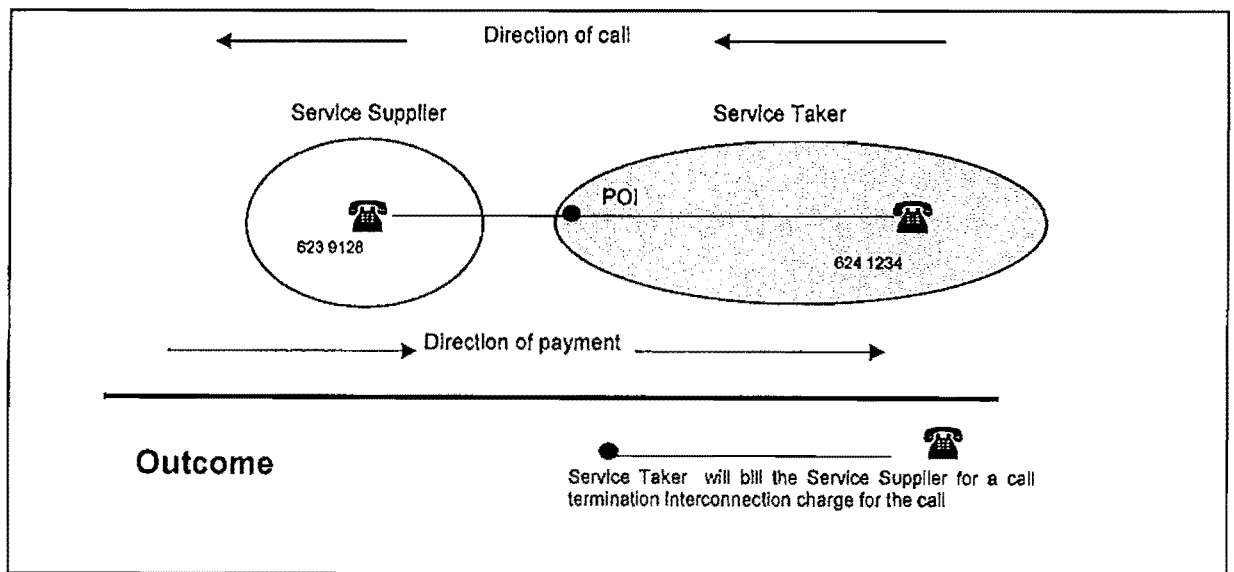 Direction of call
Service Supplier
Service Taker
POI
623 9128
624 1234
Direction of payment
Outcome
Service Taker will bill the Service Supplier for a call
termination Interconnection charge for the call